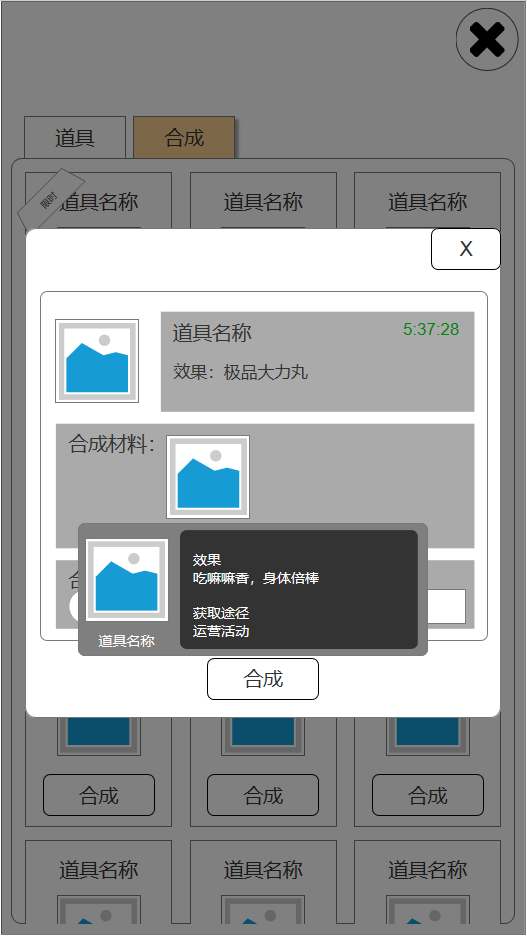 道具
合成
限时
道具名称
道具名称
道具名称
X
道具名称
5:37:28
效果：极品大力丸
合成材料：
合
效果
吃嘛嘛香，身体倍棒
获取途径
运营活动
道具名称
合成
合成
合成
合成
道具名称
道具名称
道具名称